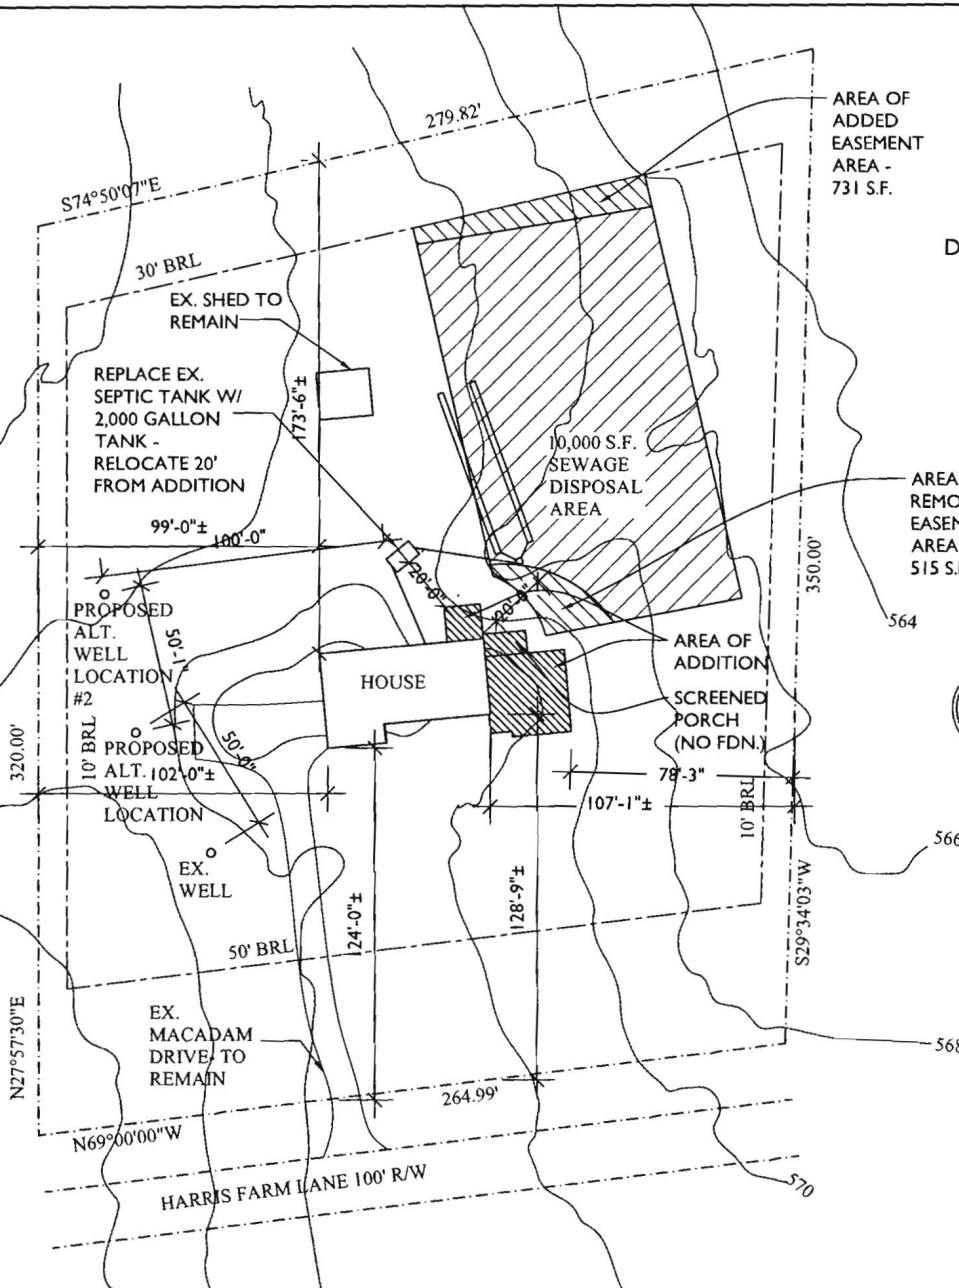 279.82'
S74°50'07"E
AREA OF
ADDED
EASEMENT
AREA -
731 S.F.
D
30' BRL
EX. SHED TO
REMAIN
REPLACE EX.
SEPTIC TANK W/
2,000 GALLON
TANK -
RELOCATE 20'
FROM ADDITION
173'-6"±
10,000 S.F.
SEWAGE
DISPOSAL
AREA
AREA
REMO
EASEM
AREA
515 S.
350.00'
99'-0"±
100'-0"
20'-0"
20'-0"
564
PROPOSED
ALT.
WELL
LOCATION
#2
50'-1"
HOUSE
AREA OF
ADDITION
SCREENED
PORCH
(NO FDN.)
320.00'
10' BRL
PROPOSED
ALT.
WELL
LOCATION
102'-0"±
50'-0"
78'-3"
107'-1"±
10' BRL
566
EX.
WELL
124'-0"±
128'-9"±
S29°34'03"W
50' BRL
N27°57'30"E
EX.
MACADAM
DRIVE TO
REMAIN
568
264.99'
N69°00'00"W
HARRIS FARM LANE 100' R/W
570